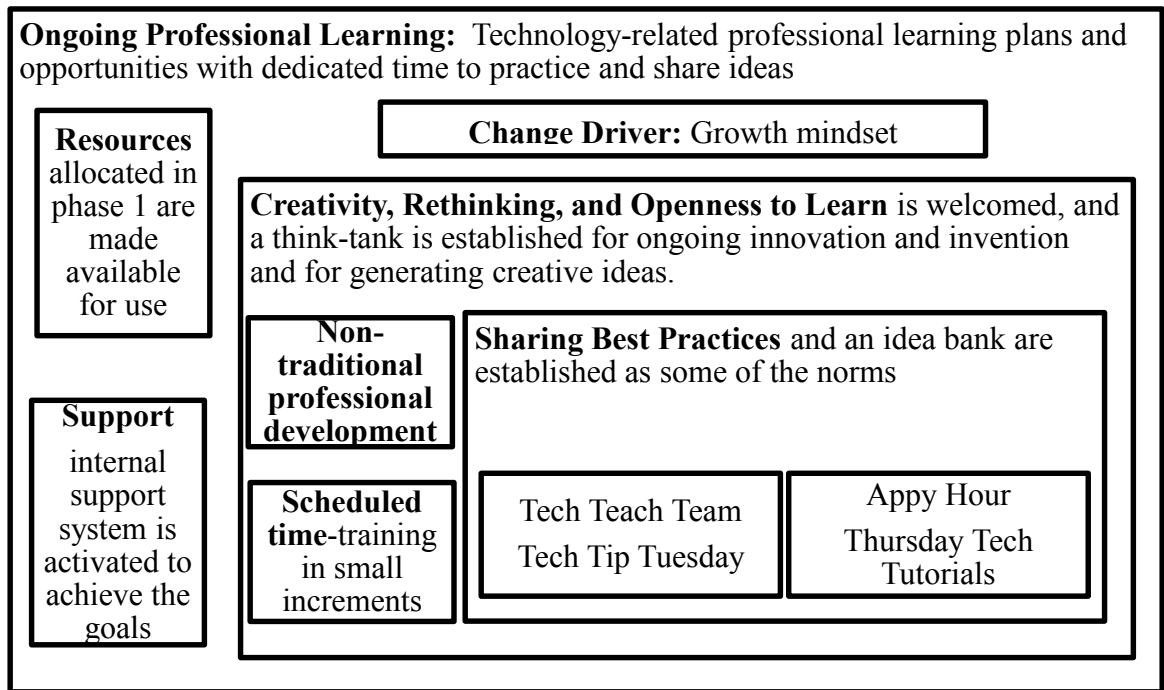 Ongoing Professional Learning: Technology-related professional learning plans and
opportunities with dedicated time to practice and share ideas
Resources
allocated in
phase 1 are
made
available
for use
Change Driver: Growth mindset
Creativity, Rethinking, and Openness to Learn is welcomed, and
a think-tank is established for ongoing innovation and invention
and for generating creative ideas.
Non-
traditional
professional
development
Sharing Best Practices and an idea bank are
established as some of the norms
Support
internal
support
system is
activated to
achieve the
goals
Scheduled
time-training
in small
increments
Tech Teach Team
Tech Tip Tuesday
Appy Hour
Thursday Tech
Tutorials